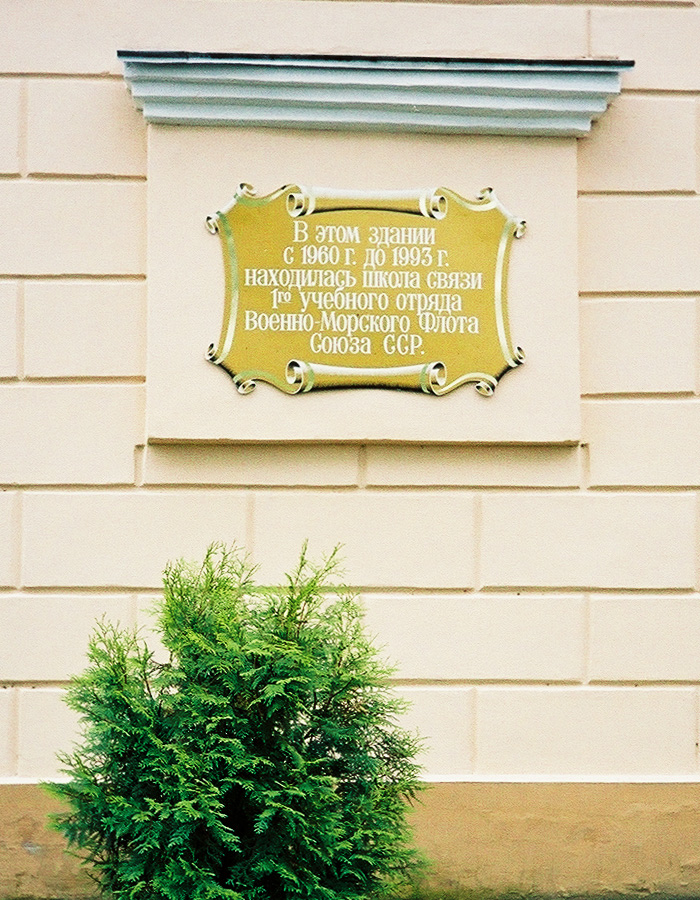 В этом здании
с 1960 г. до 1993 г.
находилась школа связи
1го учебного отряда
Военно-Морского Флота
Союза ССР.